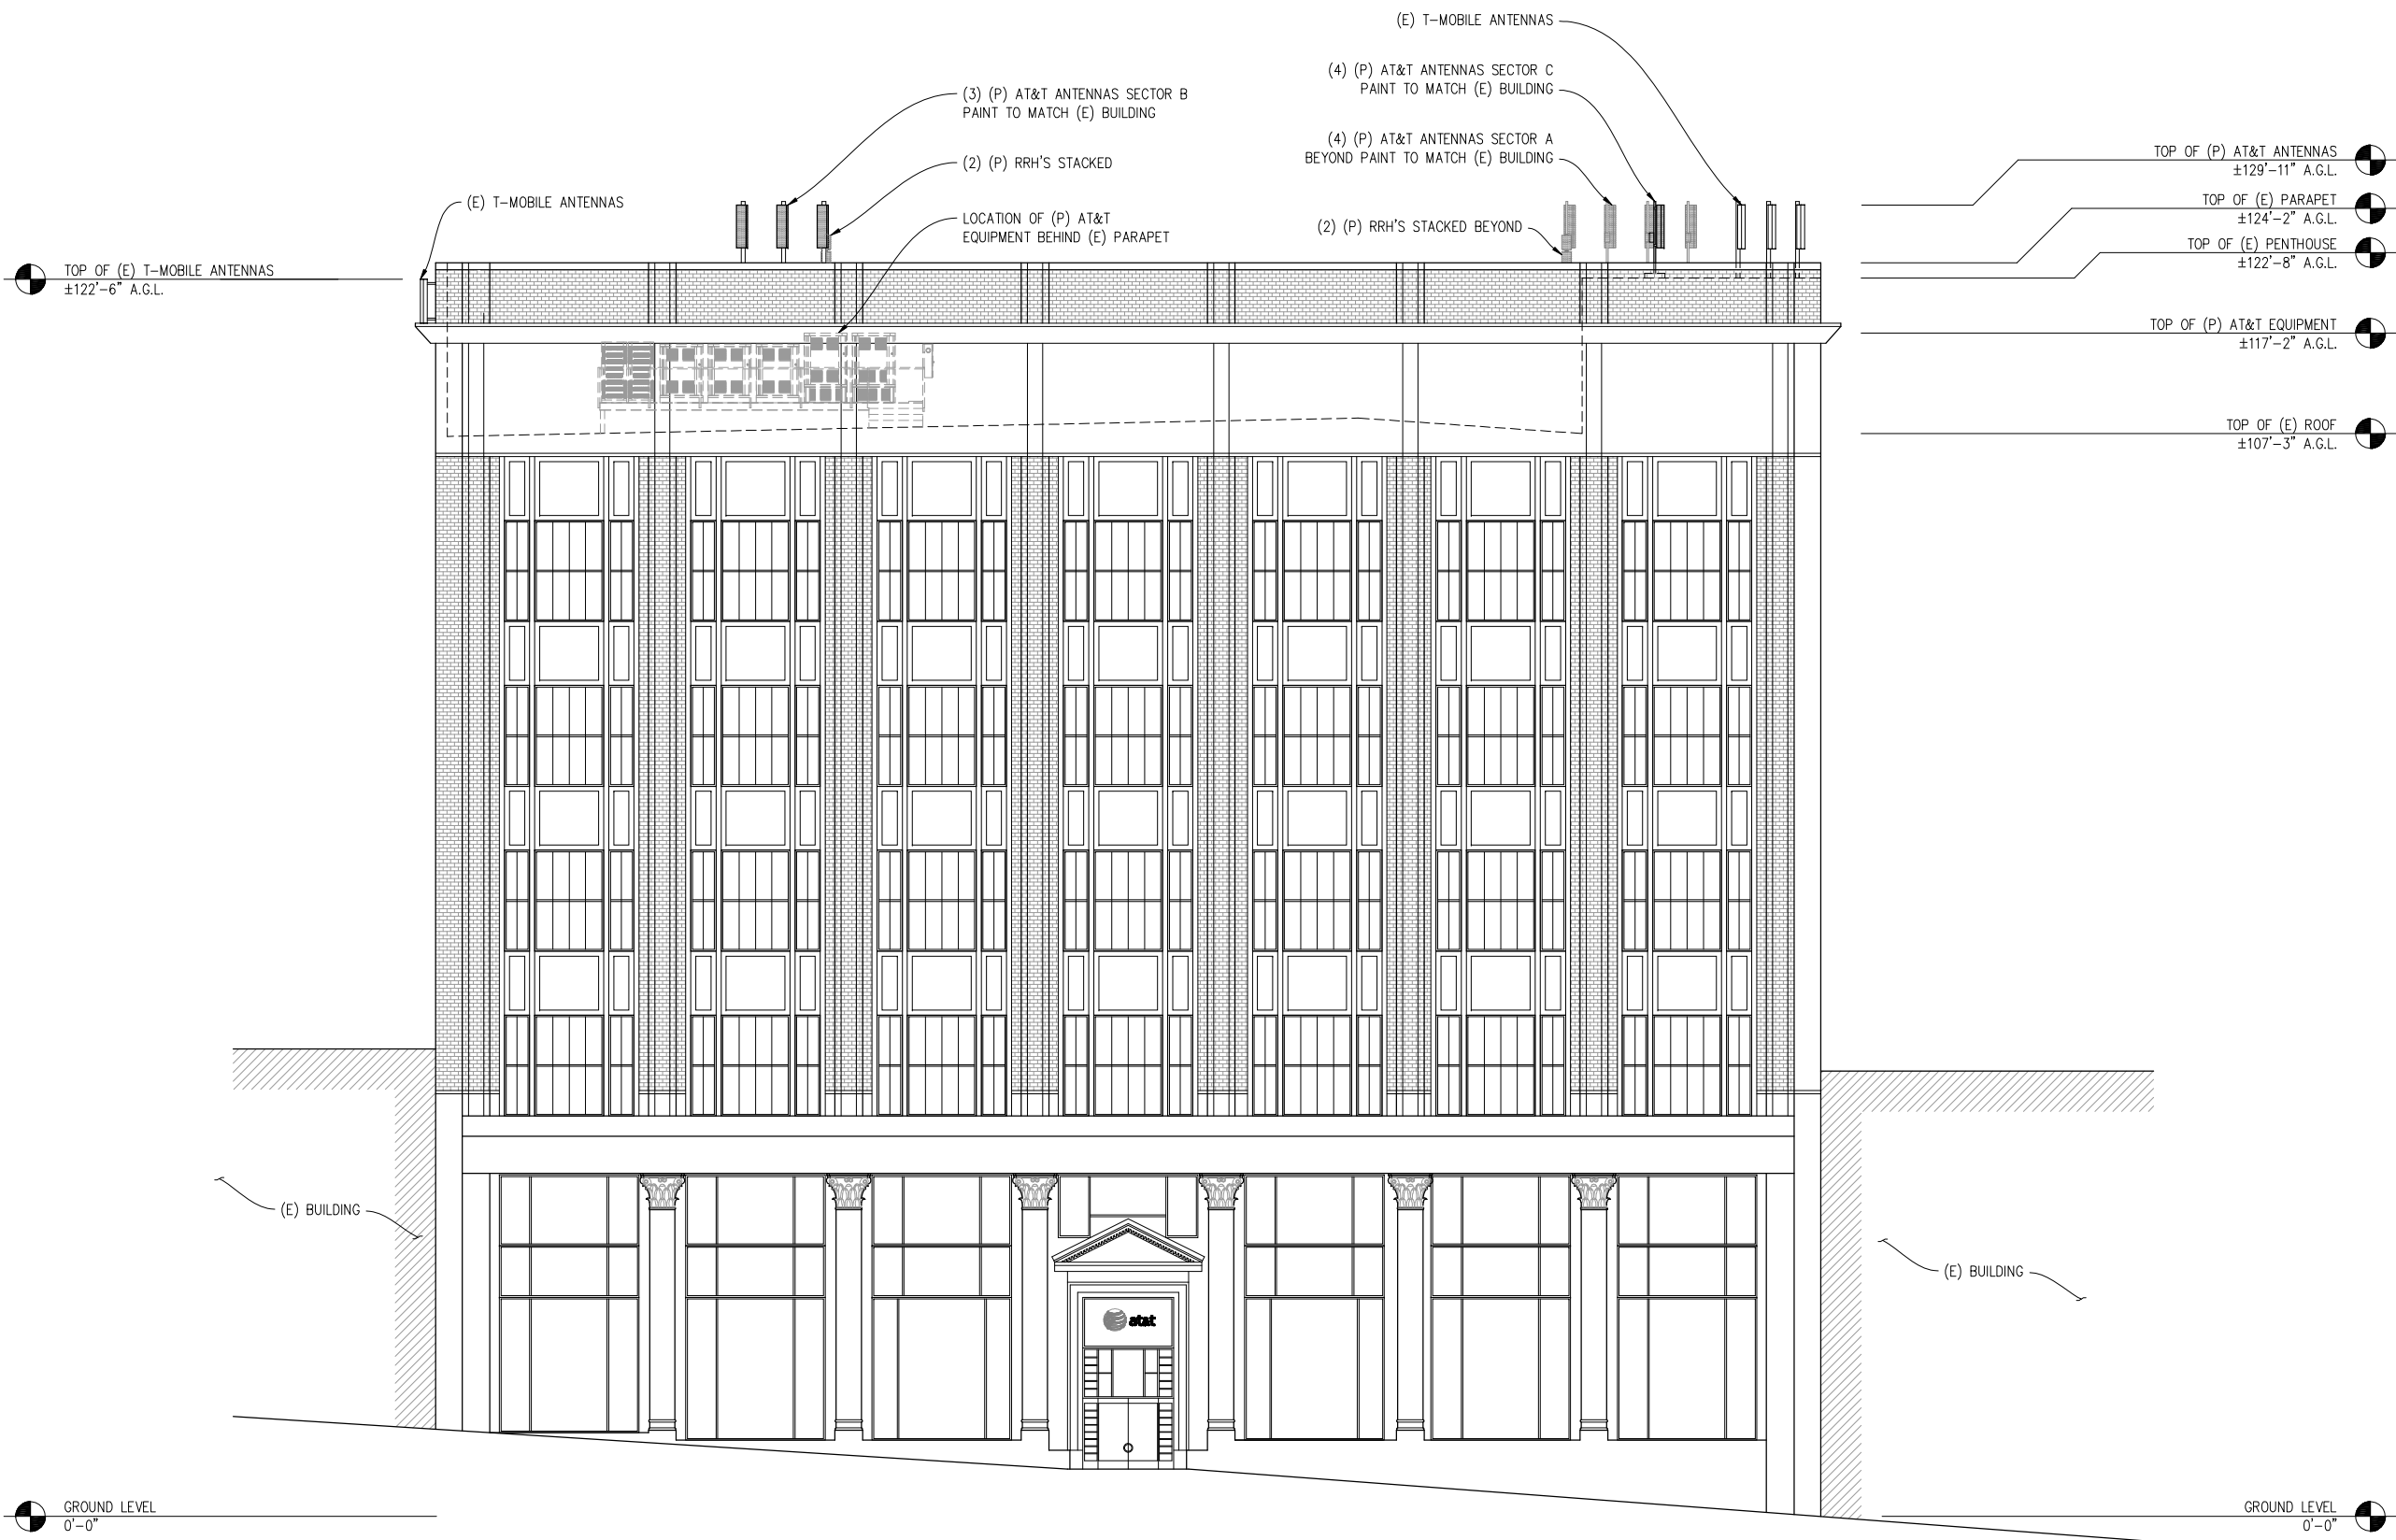 (E) T-MOBILE ANTENNAS
(4) (P) AT&T ANTENNAS SECTOR C
PAINT TO MATCH (E) BUILDING
(3) (P) AT&T ANTENNAS SECTOR B
PAINT TO MATCH (E) BUILDING
(4) (P) AT&T ANTENNAS SECTOR A
BEYOND PAINT TO MATCH (E) BUILDING
(2) (P) RRH'S STACKED
TOP OF (P) AT&T ANTENNAS
±129'-11" A.G.L.
(E) T-MOBILE ANTENNAS
TOP OF (E) PARAPET
±124'-2" A.G.L.
LOCATION OF (P) AT&T
EQUIPMENT BEHIND (E) PARAPET
(2) (P) RRH'S STACKED BEYOND
TOP OF (E) PENTHOUSE
±122'-8" A.G.L.
TOP OF (E) T-MOBILE ANTENNAS
±122'-6" A.G.L.
TOP OF (P) AT&T EQUIPMENT
±117'-2" A.G.L.
TOP OF (E) ROOF
±107'-3" A.G.L.
(E) BUILDING
(E) BUILDING
at&t
GROUND LEVEL
0'-0"
GROUND LEVEL
0'-0"